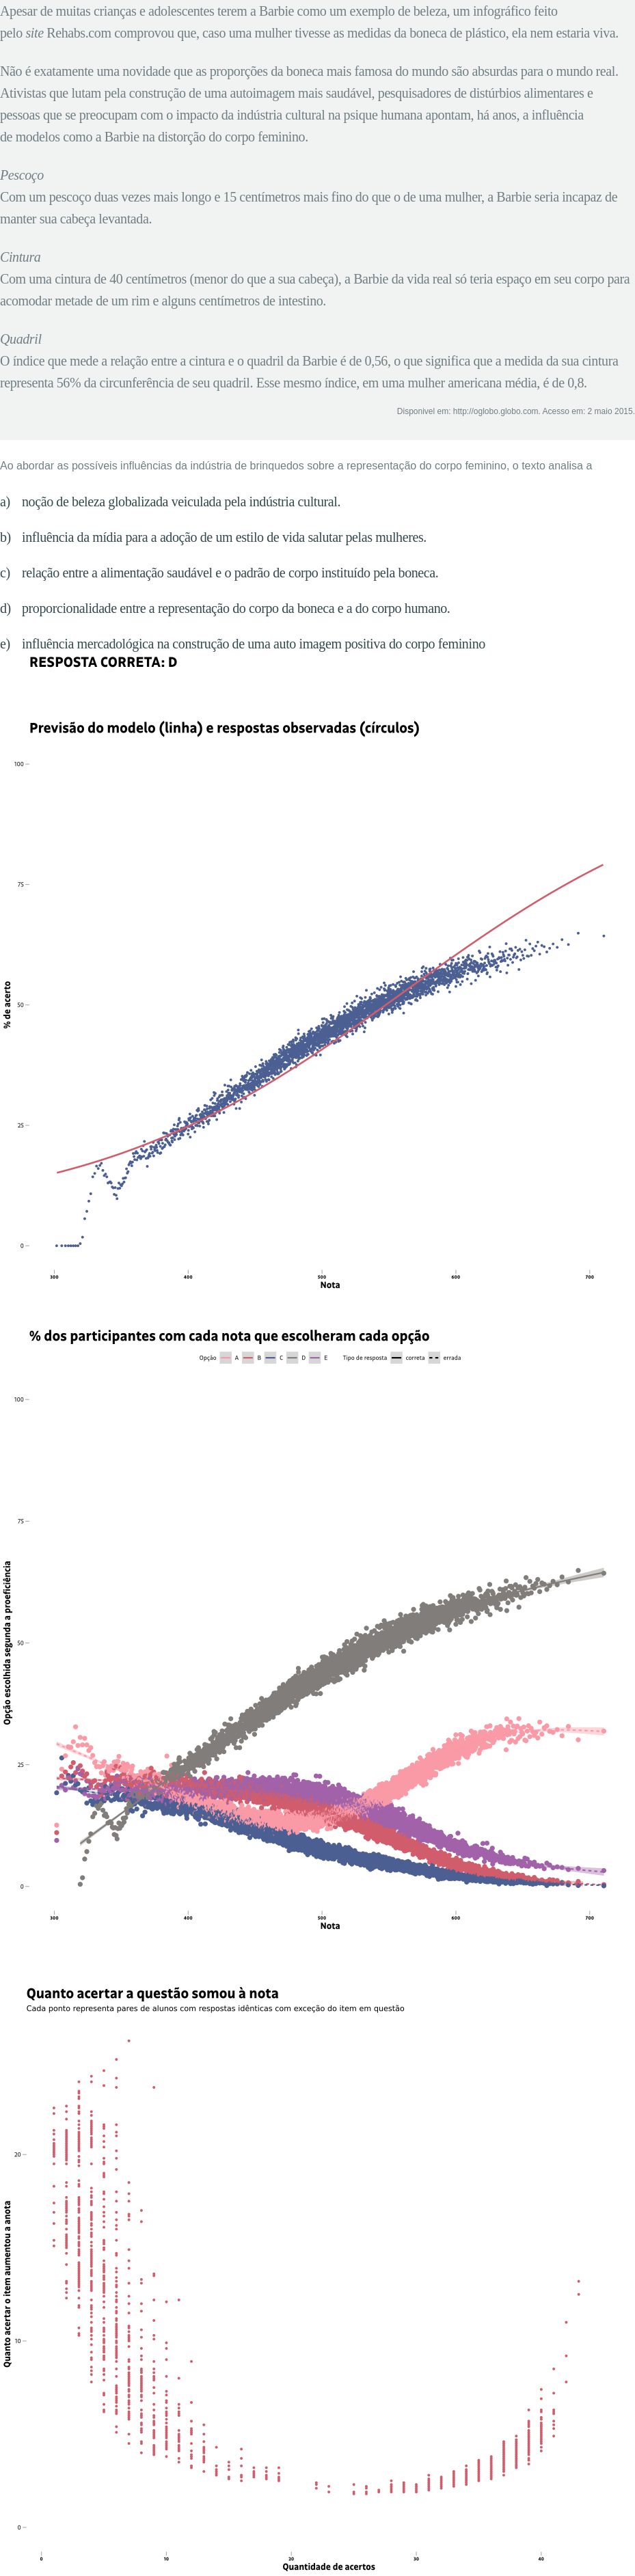 Apesar de muitas crianças e adolescentes terem a Barbie como um exemplo de beleza, um infográfico feito
pelo site Rehabs.com comprovou que, caso uma mulher tivesse as medidas da boneca de plástico, ela nem estaria viva.
Não é exatamente uma novidade que as proporções da boneca mais famosa do mundo são absurdas para o mundo real.
Ativistas que lutam pela construção de uma autoimagem mais saudável, pesquisadores de distúrbios alimentares e
pessoas que se preocupam com o impacto da indústria cultural na psique humana apontam, há anos, a influência
de modelos como a Barbie na distorção do corpo feminino.
Pescoço
Com um pescoço duas vezes mais longo e 15 centímetros mais fino do que o de uma mulher, a Barbie seria incapaz de
manter sua cabeça levantada.
Cintura
Com uma cintura de 40 centímetros (menor do que a sua cabeça), a Barbie da vida real só teria espaço em seu corpo para
acomodar metade de um rim e alguns centímetros de intestino.
Quadril
O índice que mede a relação entre a cintura e o quadril da Barbie é de 0,56, o que significa que a medida da sua cintura
representa 56% da circunferência de seu quadril. Esse mesmo índice, em uma mulher americana média, é de 0,8.
Disponivel em: http://oglobo.globo.com. Acesso em: 2 maio 2015.
Ao abordar as possíveis influências da indústria de brinquedos sobre a representação do corpo feminino, o texto analisa a
a) noção de beleza globalizada veiculada pela indústria cultural.
b) influência da mídia para a adoção de um estilo de vida salutar pelas mulheres.
c) relação entre a alimentação saudável e o padrão de corpo instituído pela boneca.
d) proporcionalidade entre a representação do corpo da boneca e a do corpo humano.
e) influência mercadológica na construção de uma auto imagem positiva do corpo feminino
RESPOSTA CORRETA: D
Previsão do modelo (linha) e respostas observadas (círculos)
100
75
50
25
0
% de acerto
300 400 500 600 700
Nota
% dos participantes com cada nota que escolheram cada opção
Opção A B C D E Tipo de resposta correta errada
100
75
50
25
0
Opção escolhida segunda a proeficiência
300 400 500 600 700
Nota
Quanto acertar a questão somou à nota
Cada ponto representa pares de alunos com respostas idênticas com exceção do item em questão
20
10
0
Quanto acertar o item aumentou a anota
0 10 20 30 40
Quantidade de acertos